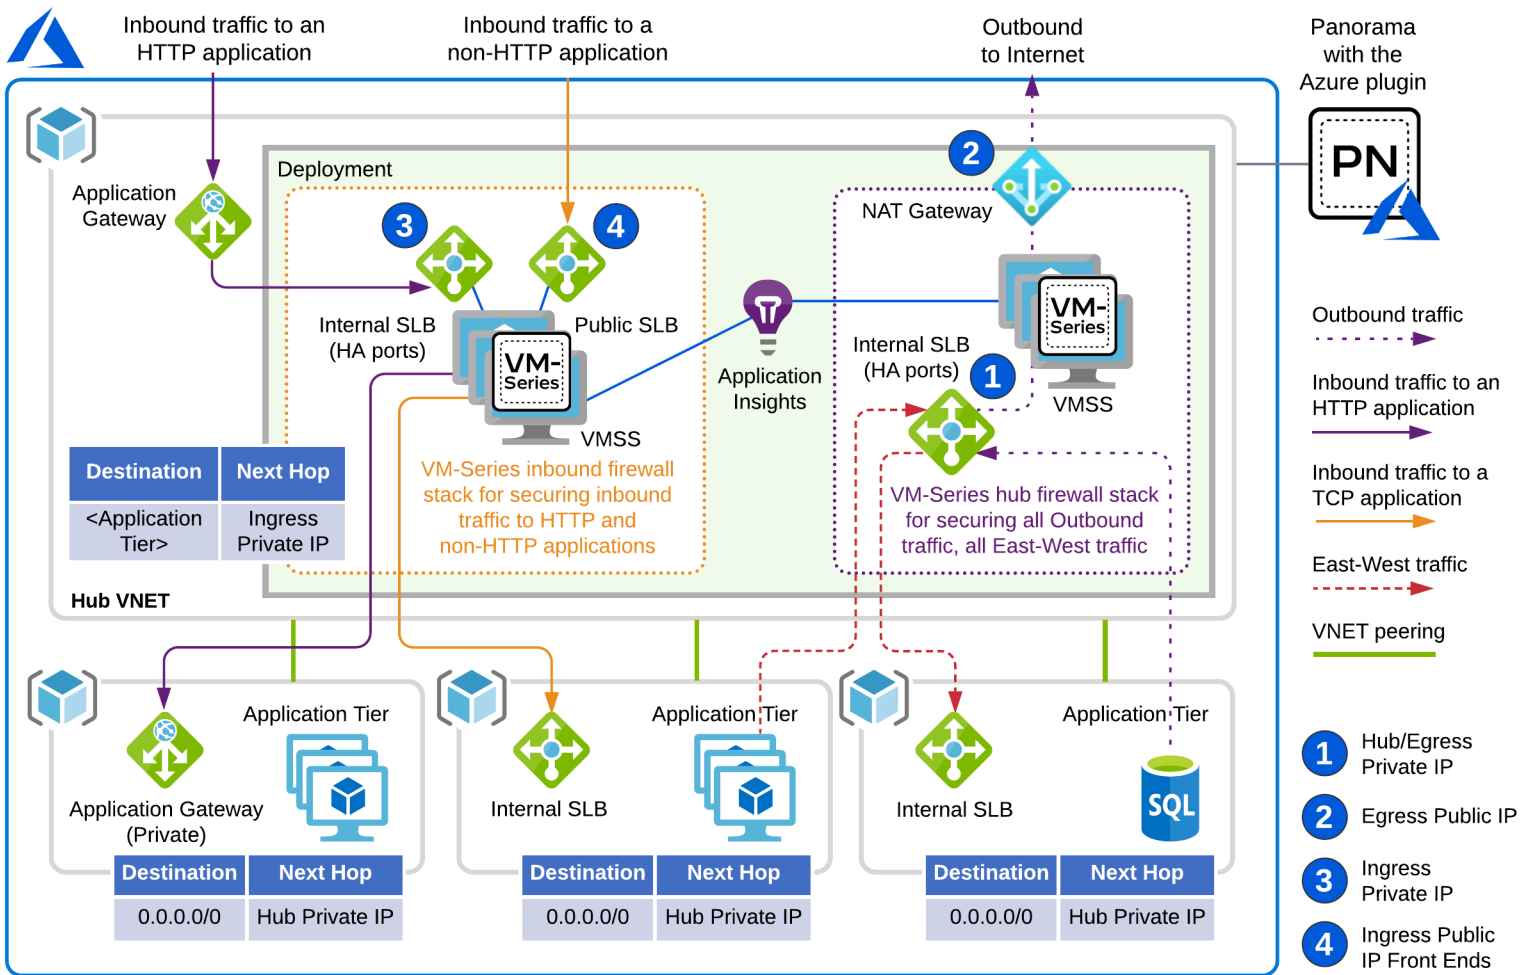 Inbound traffic to an
HTTP application
Inbound traffic to a
non-HTTP application
Outbound
to Internet
Panorama
with the
Azure plugin
PN
Deployment
Application
Gateway
3
4
2
NAT Gateway
Internal SLB
(HA ports)
Public SLB
VM-
Series
VMSS
Application
Insights
VM-
Series
VMSS
Internal SLB
(HA ports)
1
VM-Series inbound firewall
stack for securing inbound
traffic to HTTP and
non-HTTP applications
VM-Series hub firewall stack
for securing all Outbound
traffic, all East-West traffic
Destination
Next Hop
<Application
Tier>
Ingress
Private IP
Hub VNET
Outbound traffic
Inbound traffic to an
HTTP application
Inbound traffic to a
TCP application
East-West traffic
VNET peering
Application Tier
Application Gateway
(Private)
Destination
Next Hop
0.0.0.0/0
Hub Private IP
Application Tier
Internal SLB
Destination
Next Hop
0.0.0.0/0
Hub Private IP
Application Tier
Internal SLB
SQL
Destination
Next Hop
0.0.0.0/0
Hub Private IP
1
Hub/Egress
Private IP
2
Egress Public IP
3
Ingress
Private IP
4
Ingress Public
IP Front Ends